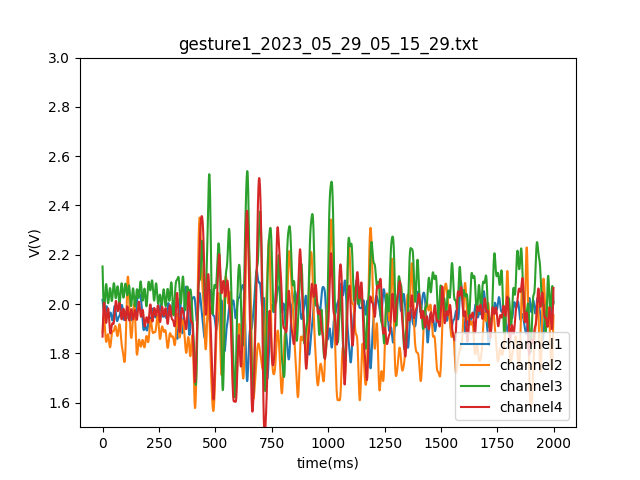 gesture1_2023_05_29_05_15_29.txt
3.0
2.8
2.6
2.4
2.2
2.0
1.8
1.6
V(V)
channel1
channel2
channel3
channel4
0 250 500 750 1000 1250 1500 1750 2000
time(ms)